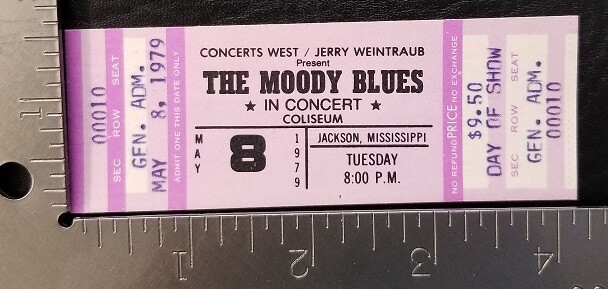 00010
SEC ROW SEAT
GEN. ADM.
MAY 8, 1979
ADMIT ONE THIS DATE ONLY
CONCERTS WEST / JERRY WEINTRAUB
Present
THE MOODY BLUES
★ IN CONCERT ★
COLISEUM
MAY
8
1979
JACKSON, MISSISSIPPI
TUESDAY
8:00 P.M.
NO REFUND PRICE NO EXCHANGE
$9.50
DAY OF SHOW
SEC ROW SEAT
GEN. ADM.
00010
1 2 3 4